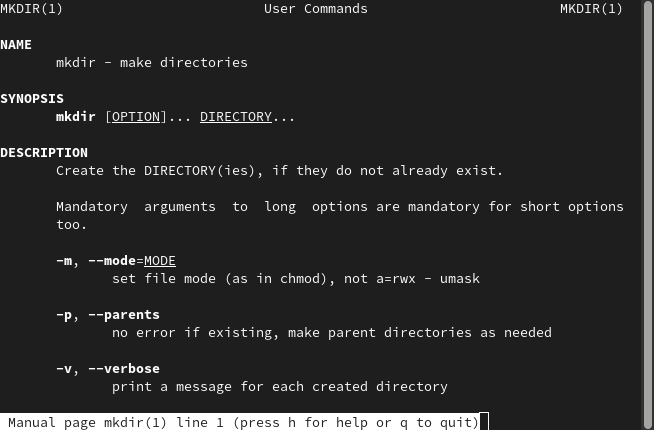 MKDIR(1)                         User Commands                        MKDIR(1)
NAME
mkdir - make directories
SYNOPSIS
mkdir [OPTION]... DIRECTORY...
DESCRIPTION
Create the DIRECTORY(ies), if they do not already exist.
Mandatory  arguments  to  long  options are mandatory for short options
too.
-m, --mode=MODE
set file mode (as in chmod), not a=rwx - umask
-p, --parents
no error if existing, make parent directories as needed
-v, --verbose
print a message for each created directory
Manual page mkdir(1) line 1 (press h for help or q to quit)